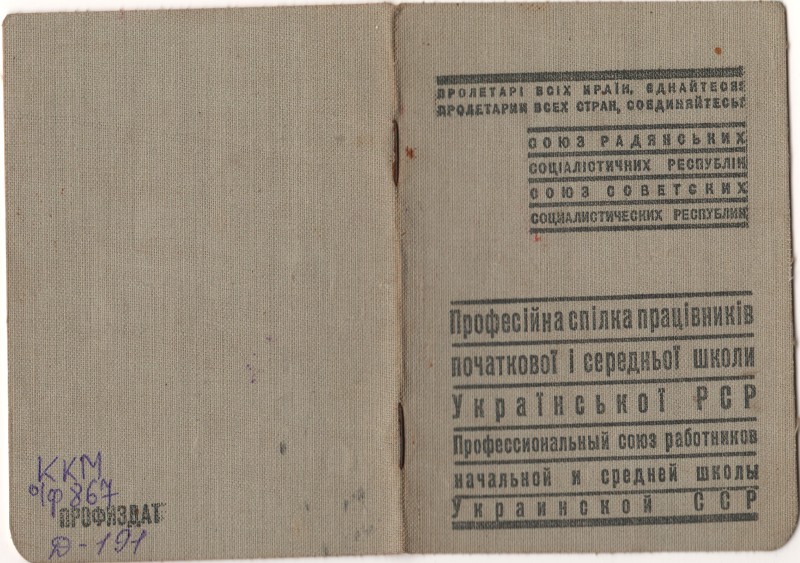 ПРОЛЕТАРІ ВСІХ КРАЇН, ЄДНАЙТЕСЯ!
ПРОЛЕТАРИИ ВСЕХ СТРАН, СОЕДИНЯЙТЕСЬ!
СОЮЗ РАДЯНСЬКИХ
СОЦІАЛІСТИЧНИХ РЕСПУБЛІК
СОЮЗ СОВЕТСКИХ
СОЦИАЛИСТИЧЕСКИХ РЕСПУБЛИК
Професійна спілка працівників
початкової і середньої школи
Української РСР
Профессиональный союз работников
начальной и средней школы
Украинской ССР
ККМ
о/ф 867
ПРОФИЗДАТ
Д-191